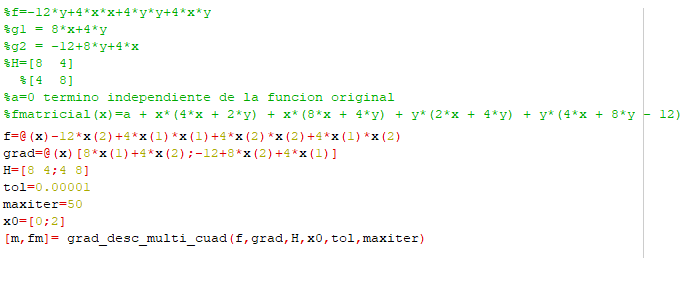 %f=-12*y+4*x*x+4*y*y+4*x*y
%g1 = 8*x+4*y
%g2 = -12+8*y+4*x
%H=[8  4]
%[4  8]
%a=0 termino independiente de la funcion original
%fmatricial(x)=a + x*(4*x + 2*y) + x*(8*x + 4*y) + y*(2*x + 4*y) + y*(4*x + 8*y - 12)
f=@(x)-12*x(2)+4*x(1)*x(1)+4*x(2)*x(2)+4*x(1)*x(2)
grad=@(x)[8*x(1)+4*x(2);-12+8*x(2)+4*x(1)]
H=[8 4;4 8]
tol=0.00001
maxiter=50
x0=[0;2]
[m,fm]= grad_desc_multi_cuad(f,grad,H,x0,tol,maxiter)